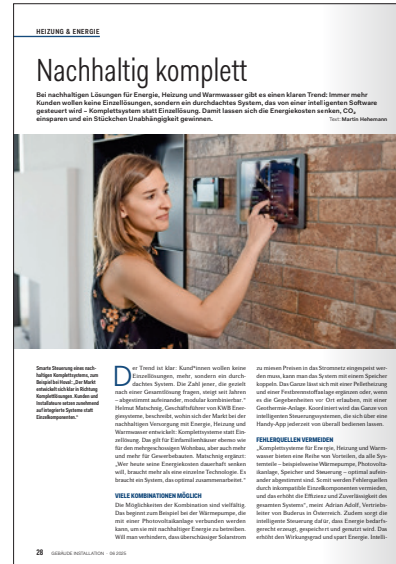 HEIZUNG & ENERGIE
Nachhaltig komplett
Bei nachhaltigen Lösungen für Energie, Heizung und Warmwasser gibt es einen klaren Trend: Immer mehr
Kunden wollen keine Einzellösungen, sondern ein durchdachtes System, das von einer intelligenten Software
gesteuert wird – Komplettsystem statt Einzellösung. Damit lassen sich die Energiekosten senken, CO₂
einsparen und ein Stückchen Unabhängigkeit gewinnen.
Text: Martin Hehemann
Smarte Steuerung eines nach-
haltigen Komplettsystems, zum
Beispiel bei Hoval: „Der Markt
entwickelt sich klar in Richtung
Komplettlösungen. Kunden und
Installateure setzen zunehmend
auf integrierte Systeme statt
Einzelkomponenten.“
Der Trend ist klar: Kund*innen wollen keine
Einzellösungen, mehr, sondern ein durch-
dachtes System. Die Zahl jener, die gezielt
nach einer Gesamtlösung fragen, steigt seit Jahren
– abgestimmt aufeinander, modular kombinierbar.“
Helmut Matschnig, Geschäftsführer von KWB Ener-
giesysteme, beschreibt, wohin sich der Markt bei der
nachhaltigen Versorgung mit Energie, Heizung und
Warmwasser entwickelt: Komplettsysteme statt Ein-
zellösung. Das gilt für Einfamilienhäuser ebenso wie
für den mehrgeschössigen Wohnbau, aber auch mehr
und mehr für Gewerbebauten. Matschnig ergänzt:
„Wer heute seine Energiekosten dauerhaft senken
will, braucht mehr als eine einzelne Technologie. Es
braucht ein System, das optimal zusammenarbeitet.“
VIELE KOMBINATIONEN MÖGLICH
Die Möglichkeiten der Kombination sind vielfältig.
Das beginnt zum Beispiel bei der Wärmepumpe, die
mit einer Photovoltaikanlage verbunden werden
kann, um sie mit nachhaltiger Energie zu betreiben.
Will man verhindern, dass überschüssiger Solarstrom
zu miesen Preisen in das Stromnetz eingespeist wer-
den muss, kann man das System mit einem Speicher
koppeln. Das Ganze lässt sich mit einer Pelletheizung
und einer Festbrennstoffanlage ergänzen oder, wenn
es die Gegebenheiten vor Ort erlauben, mit einer
Geothermie-Anlage. Koordiniert wird das Ganze von
intelligenten Steuerungssystemen, die sich über eine
Handy-App jederzeit von überall bedienen lassen.
FEHLERQUELLEN VERMEIDEN
„Komplettsysteme für Energie, Heizung und Warm-
wasser bieten eine Reihe von Vorteilen, da alle Sys-
temteile – beispielsweise Wärmepumpe, Photovolta-
ikanlage, Speicher und Steuerung – optimal aufein-
ander abgestimmt sind. Somit werden Fehlerquellen
durch inkompatible Einzelkomponenten vermieden,
und das erhöht die Effizienz und Zuverlässigkeit des
gesamten Systems“, meint Adrian Adolf, Vertriebs-
leiter von Buderus in Österreich. Zudem sorgt die
intelligente Steuerung dafür, dass Energie bedarfs-
gerecht erzeugt, gespeichert und genutzt wird. Das
erhöht den Wirkungsgrad und spart Energie. Intelli-
28 GEBÄUDE INSTALLATION · 09 2025